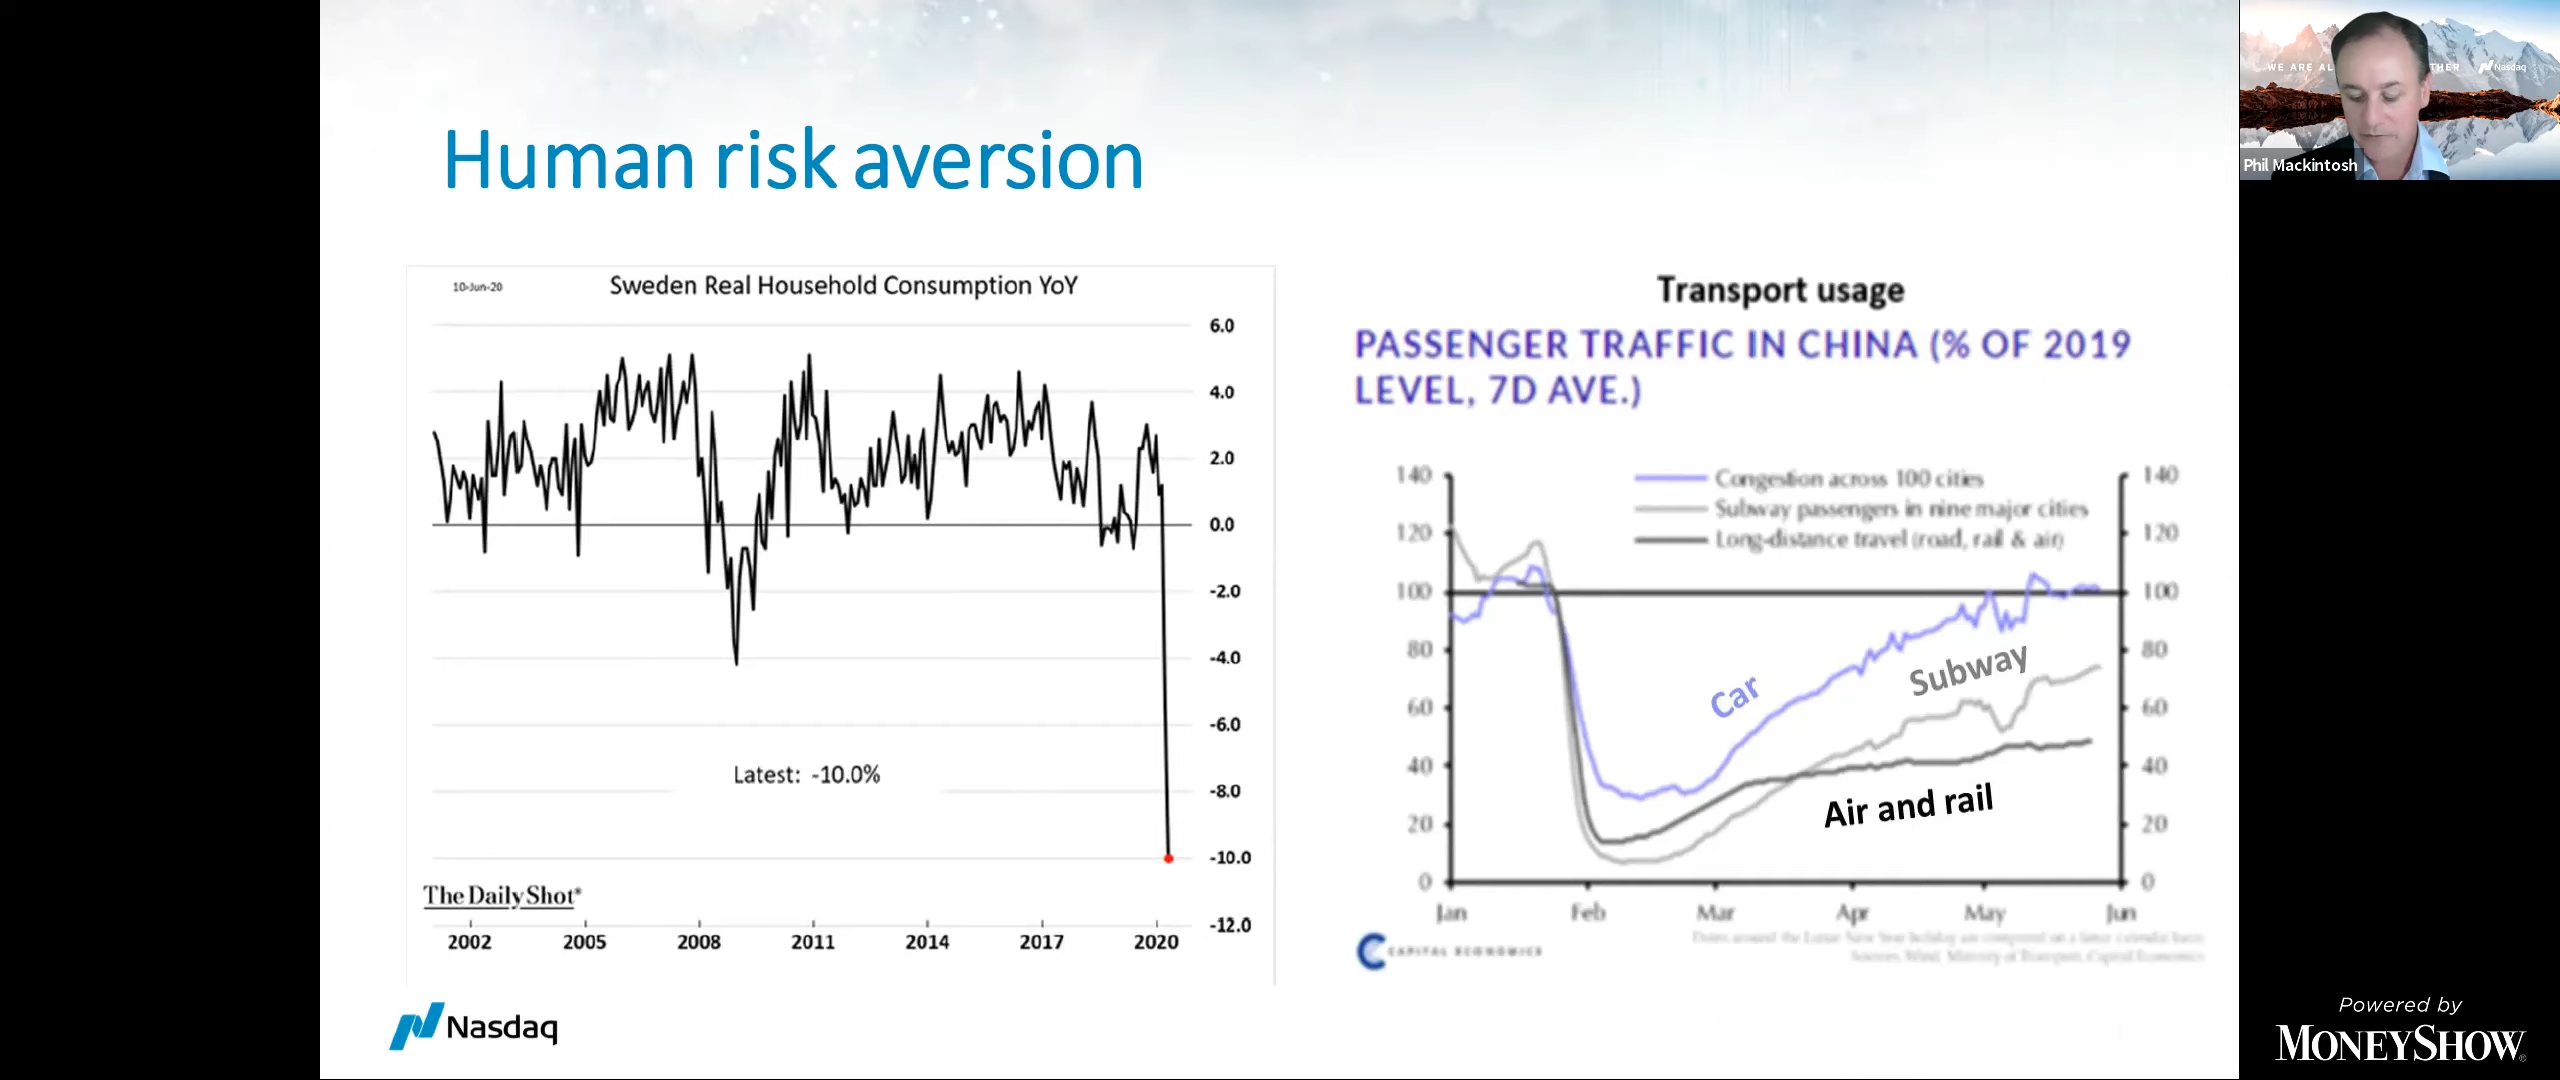 Human risk aversion
10-Jun-20
Sweden Real Household Consumption YoY
6.0
4.0
2.0
0.0
-2.0
-4.0
-6.0
-8.0
-10.0
-12.0
Latest: -10.0%
The Daily Shot
2002 2005 2008 2011 2014 2017 2020
Transport usage
PASSENGER TRAFFIC IN CHINA (% OF 2019
LEVEL, 7D AVE.)
Congestion across 100 cities
Subway passengers in nine major cities
Long-distance travel (road, rail & air)
140 140
120 120
100 100
80 80
60 60
40 40
20 20
0 0
Car
Subway
Air and rail
Jan Feb Mar Apr May Jun
CAPITAL ECONOMICS
Nasdaq
WE ARE AL THER Nasdaq
Phil Mackintosh
Powered by
MONEYSHOW